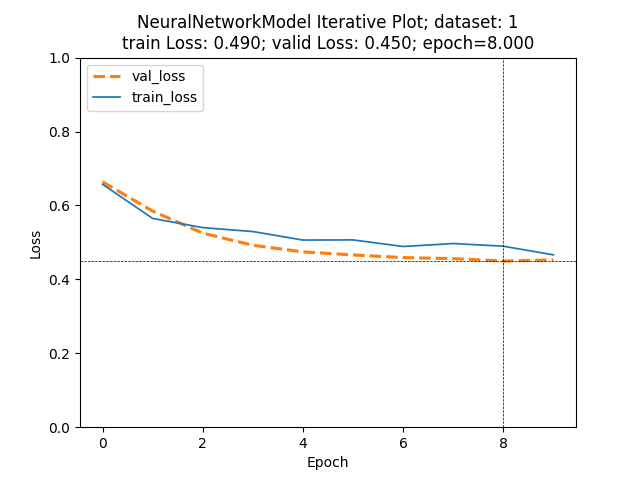 NeuralNetworkModel Iterative Plot; dataset: 1
train Loss: 0.490; valid Loss: 0.450; epoch=8.000
val_loss
train_loss
1.0
0.8
0.6
0.4
0.2
0.0
Loss
0 2 4 6 8
Epoch